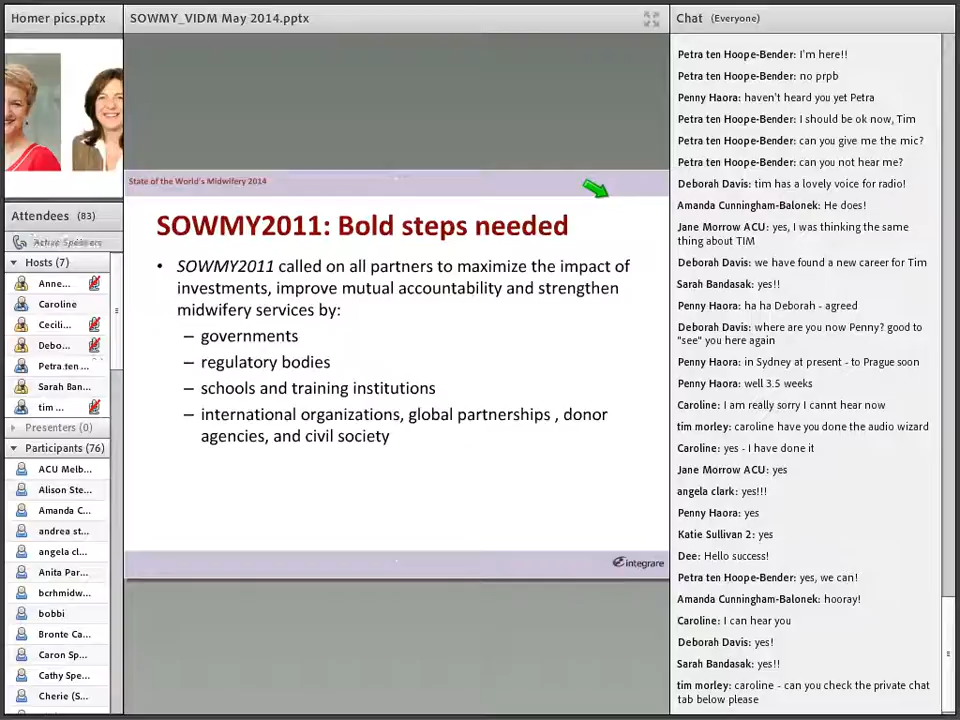 Homer pics.pptx
SOWMY_VIDM May 2014.pptx
Attendees (83)
Active Speakers
Hosts (7)
Anne...
Caroline
Cecili...
Debo...
Petra.ten ...
Sarah Ban...
tim ...
Presenters (0)
Participants (76)
ACU Melb...
Alison Ste...
Amanda C...
andrea st...
angela cl...
Anita Par...
bcrhmidw...
bobbi
Bronte Ca...
Caron Sp...
Cathy Spe...
Cherie (S...
State of the World's Midwifery 2014
SOWMY2011: Bold steps needed
• SOWMY2011 called on all partners to maximize the impact of
investments, improve mutual accountability and strengthen
midwifery services by:
– governments
– regulatory bodies
– schools and training institutions
– international organizations, global partnerships , donor
agencies, and civil society
integrare
Chat (Everyone)
Petra ten Hoope-Bender: I'm here!!
Petra ten Hoope-Bender: no prpb
Penny Haora: haven't heard you yet Petra
Petra ten Hoope-Bender: I should be ok now, Tim
Petra ten Hoope-Bender: can you give me the mic?
Petra ten Hoope-Bender: can you not hear me?
Deborah Davis: tim has a lovely voice for radio!
Amanda Cunningham-Balonek: He does!
Jane Morrow ACU: yes, I was thinking the same
thing about TIM
Deborah Davis: we have found a new career for Tim
Sarah Bandasak: yes!!
Penny Haora: ha ha Deborah - agreed
Deborah Davis: where are you now Penny? good to
"see" you here again
Penny Haora: in Sydney at present - to Prague soon
Penny Haora: well 3.5 weeks
Caroline: I am really sorry I cannt hear now
tim morley: caroline have you done the audio wizard
Caroline: yes - I have done it
Jane Morrow ACU: yes
angela clark: yes!!!
Penny Haora: yes
Katie Sullivan 2: yes
Dee: Hello success!
Petra ten Hoope-Bender: yes, we can!
Amanda Cunningham-Balonek: hooray!
Caroline: I can hear you
Deborah Davis: yes!
Sarah Bandasak: yes!!
tim morley: caroline - can you check the private chat
tab below please